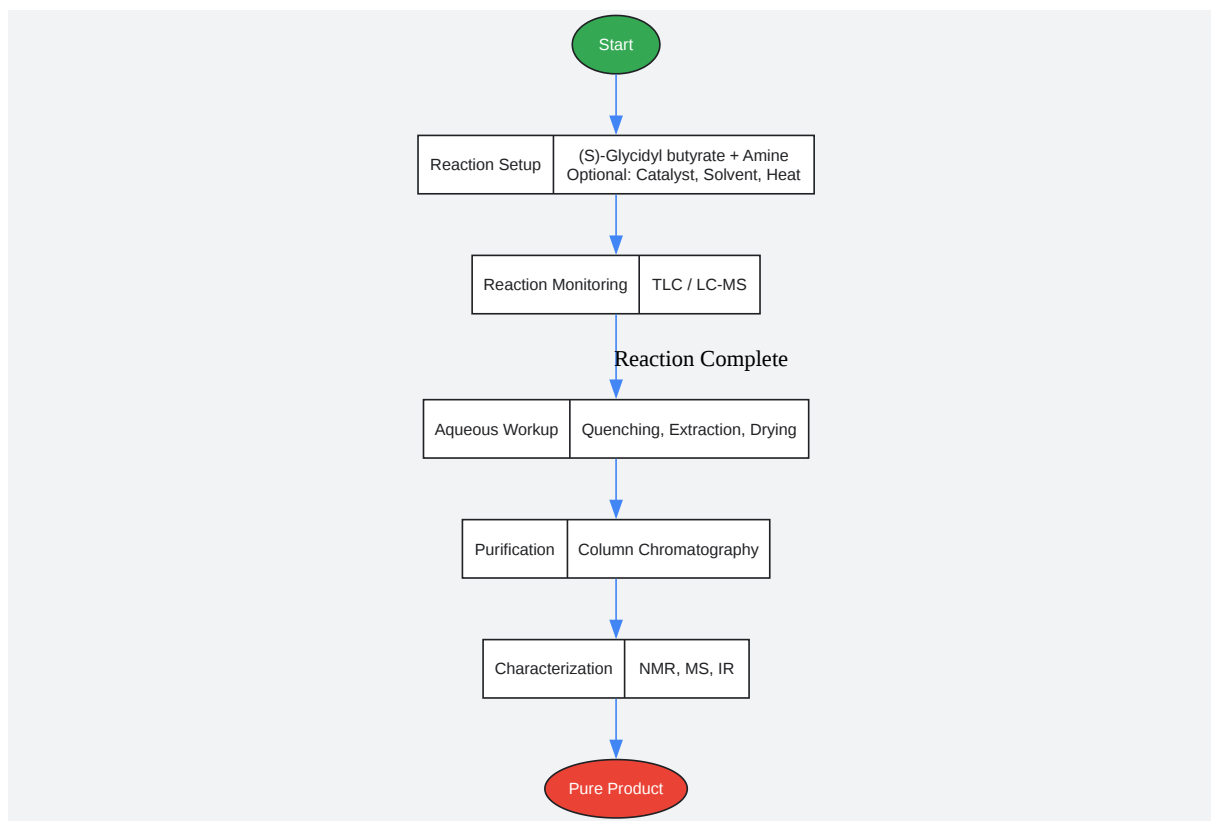 Start
Reaction Setup
(S)-Glycidyl butyrate + Amine
Optional: Catalyst, Solvent, Heat
Reaction Monitoring
TLC / LC-MS
Reaction Complete
Aqueous Workup
Quenching, Extraction, Drying
Purification
Column Chromatography
Characterization
NMR, MS, IR
Pure Product